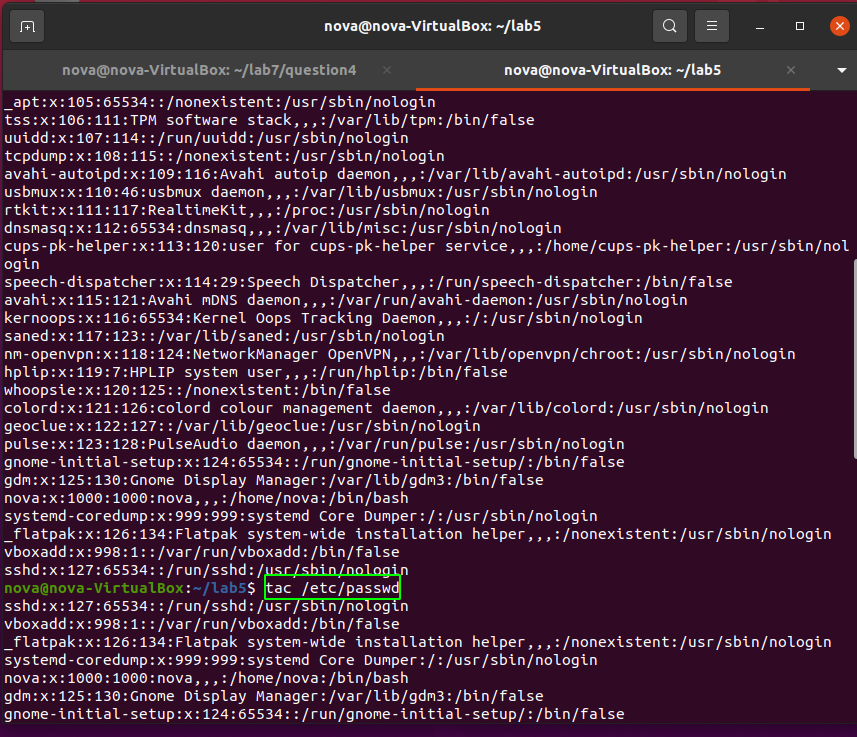 nova@nova-VirtualBox: ~/lab5
nova@nova-VirtualBox: ~/lab7/question4
nova@nova-VirtualBox: ~/lab5
_apt:x:105:65534::/nonexistent:/usr/sbin/nologin
tss:x:106:111:TPM software stack,,,:/var/lib/tpm:/bin/false
uuidd:x:107:114::/run/uuidd:/usr/sbin/nologin
tcpdump:x:108:115::/nonexistent:/usr/sbin/nologin
avahi-autoipd:x:109:116:Avahi autoip daemon,,,:/var/lib/avahi-autoipd:/usr/sbin/nologin
usbmux:x:110:46:usbmux daemon,,,:/var/lib/usbmux:/usr/sbin/nologin
rtkit:x:111:117:RealtimeKit,,,:/proc:/usr/sbin/nologin
dnsmasq:x:112:65534:dnsmasq,,,:/var/lib/misc:/usr/sbin/nologin
cups-pk-helper:x:113:120:user for cups-pk-helper service,,,:/home/cups-pk-helper:/usr/sbin/nol
ogin
speech-dispatcher:x:114:29:Speech Dispatcher,,,:/run/speech-dispatcher:/bin/false
avahi:x:115:121:Avahi mDNS daemon,,,:/var/run/avahi-daemon:/usr/sbin/nologin
kernoops:x:116:65534:Kernel Oops Tracking Daemon,,,:/:/usr/sbin/nologin
saned:x:117:123::/var/lib/saned:/usr/sbin/nologin
nm-openvpn:x:118:124:NetworkManager OpenVPN,,,:/var/lib/openvpn/chroot:/usr/sbin/nologin
hplip:x:119:7:HPLIP system user,,,:/run/hplip:/bin/false
whoopsie:x:120:125::/nonexistent:/bin/false
colord:x:121:126:colord colour management daemon,,,:/var/lib/colord:/usr/sbin/nologin
geoclue:x:122:127::/var/lib/geoclue:/usr/sbin/nologin
pulse:x:123:128:PulseAudio daemon,,,:/var/run/pulse:/usr/sbin/nologin
gnome-initial-setup:x:124:65534::/run/gnome-initial-setup/:/bin/false
gdm:x:125:130:Gnome Display Manager:/var/lib/gdm3:/bin/false
nova:x:1000:1000:nova,,,:/home/nova:/bin/bash
systemd-coredump:x:999:999:systemd Core Dumper:/:/usr/sbin/nologin
_flatpak:x:126:134:Flatpak system-wide installation helper,,,:/nonexistent:/usr/sbin/nologin
vboxadd:x:998:1::/var/run/vboxadd:/bin/false
sshd:x:127:65534::/run/sshd:/usr/sbin/nologin
nova@nova-VirtualBox:~/lab5$ tac /etc/passwd
sshd:x:127:65534::/run/sshd:/usr/sbin/nologin
vboxadd:x:998:1::/var/run/vboxadd:/bin/false
_flatpak:x:126:134:Flatpak system-wide installation helper,,,:/nonexistent:/usr/sbin/nologin
systemd-coredump:x:999:999:systemd Core Dumper:/:/usr/sbin/nologin
nova:x:1000:1000:nova,,,:/home/nova:/bin/bash
gdm:x:125:130:Gnome Display Manager:/var/lib/gdm3:/bin/false
gnome-initial-setup:x:124:65534::/run/gnome-initial-setup/:/bin/false